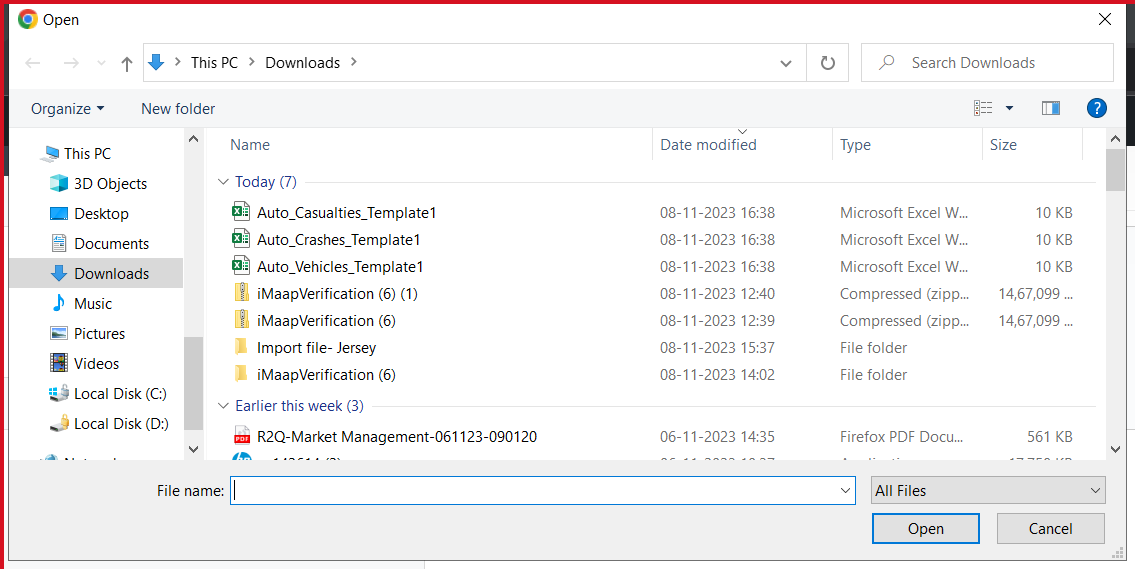 Open
This PC > Downloads >
Search Downloads
Organize
New folder
?
Name
Date modified
Type
Size
This PC
3D Objects
Desktop
Documents
Downloads
Music
Pictures
Videos
Local Disk (C:)
Local Disk (D:)
Today (7)
Auto_Casualties_Template1 08-11-2023 16:38 Microsoft Excel W... 10 KB
Auto_Crashes_Template1 08-11-2023 16:38 Microsoft Excel W... 10 KB
Auto_Vehicles_Template1 08-11-2023 16:38 Microsoft Excel W... 10 KB
iMaapVerification (6) (1) 08-11-2023 12:40 Compressed (zipp... 14,67,099 ...
iMaapVerification (6) 08-11-2023 12:39 Compressed (zipp... 14,67,099 ...
Import file- Jersey 08-11-2023 15:37 File folder
iMaapVerification (6) 08-11-2023 14:02 File folder
Earlier this week (3)
PDF
R2Q-Market Management-061123-090120 06-11-2023 14:35 Firefox PDF Docu... 561 KB
File name:
All Files
Open
Cancel